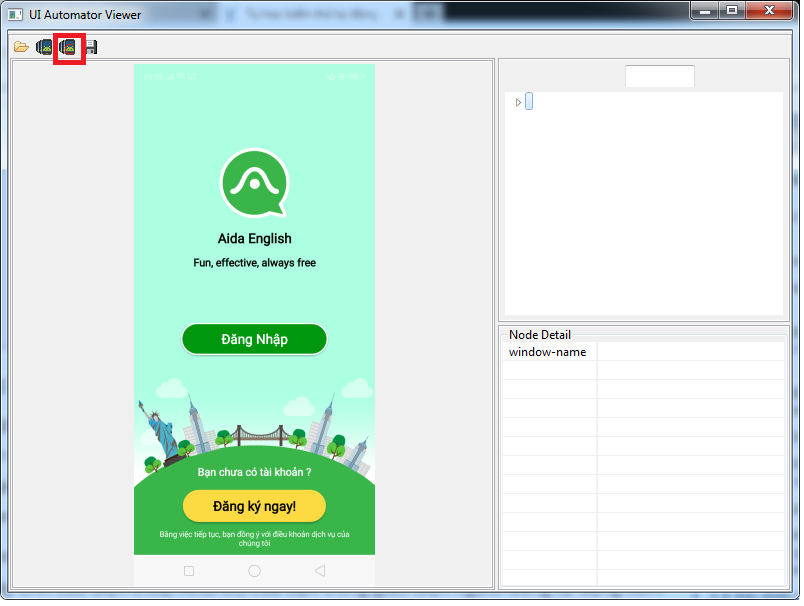 UI Automator Viewer
Aida English
Fun, effective, always free
Đăng Nhập
Bạn chưa có tài khoản ?
Đăng ký ngay!
Bằng việc tiếp tục, bạn đồng ý với điều khoản dịch vụ của
chúng tôi
Node Detail
window-name